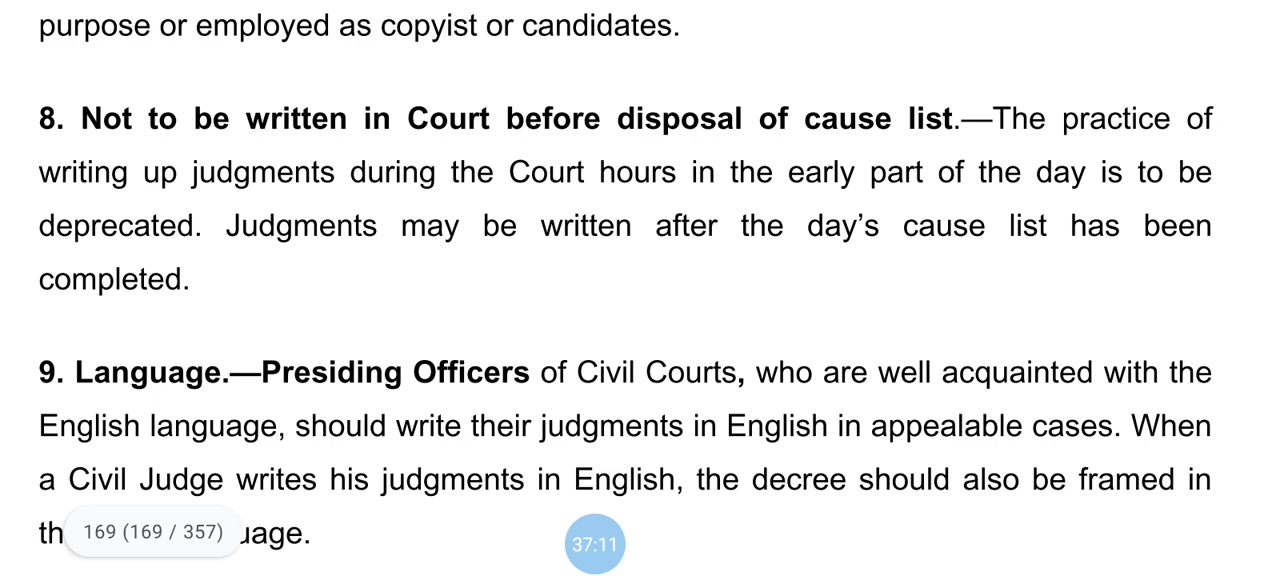 purpose or employed as copyist or candidates.
8. Not to be written in Court before disposal of cause list.—The practice of
writing up judgments during the Court hours in the early part of the day is to be
deprecated. Judgments may be written after the day’s cause list has been
completed.
9. Language.—Presiding Officers of Civil Courts, who are well acquainted with the
English language, should write their judgments in English in appealable cases. When
a Civil Judge writes his judgments in English, the decree should also be framed in
169 (169 / 357)
37:11